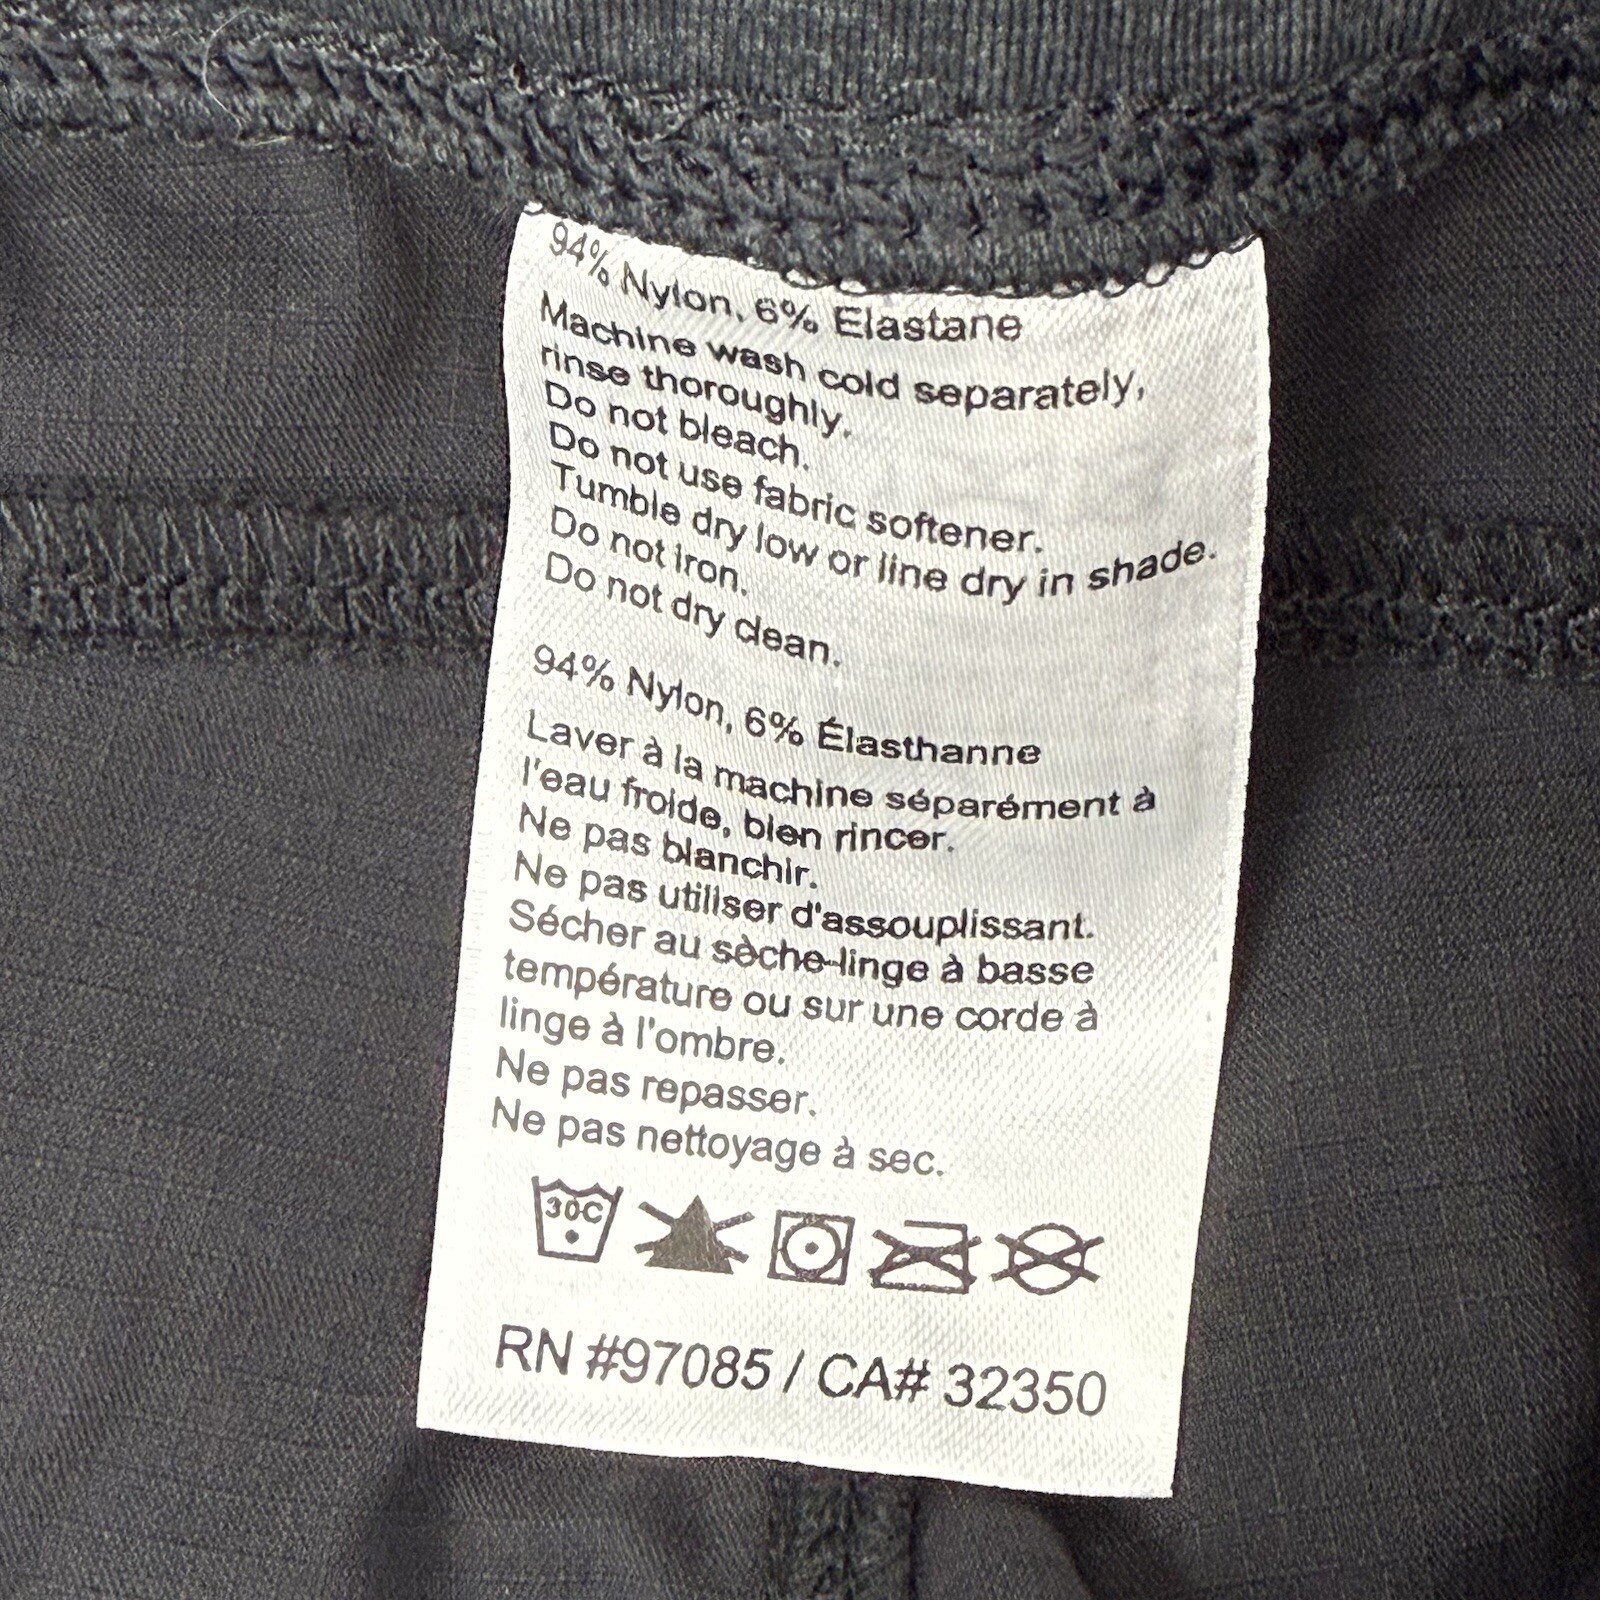 94% Nylon, 6% Elastane
Machine wash cold separately,
rinse thoroughly.
Do not bleach.
Do not use fabric softener.
Tumble dry low or line dry in shade.
Do not iron.
Do not dry clean.
94% Nylon, 6% Élasthanne
Laver à la machine séparément à
l'eau froide, bien rincer.
Ne pas blanchir.
Ne pas utiliser d'assouplissant.
Sécher au sèche-linge à basse
température ou sur une corde à
linge à l'ombre.
Ne pas repasser.
Ne pas nettoyage à sec.
30C
RN #97085 / CA# 32350